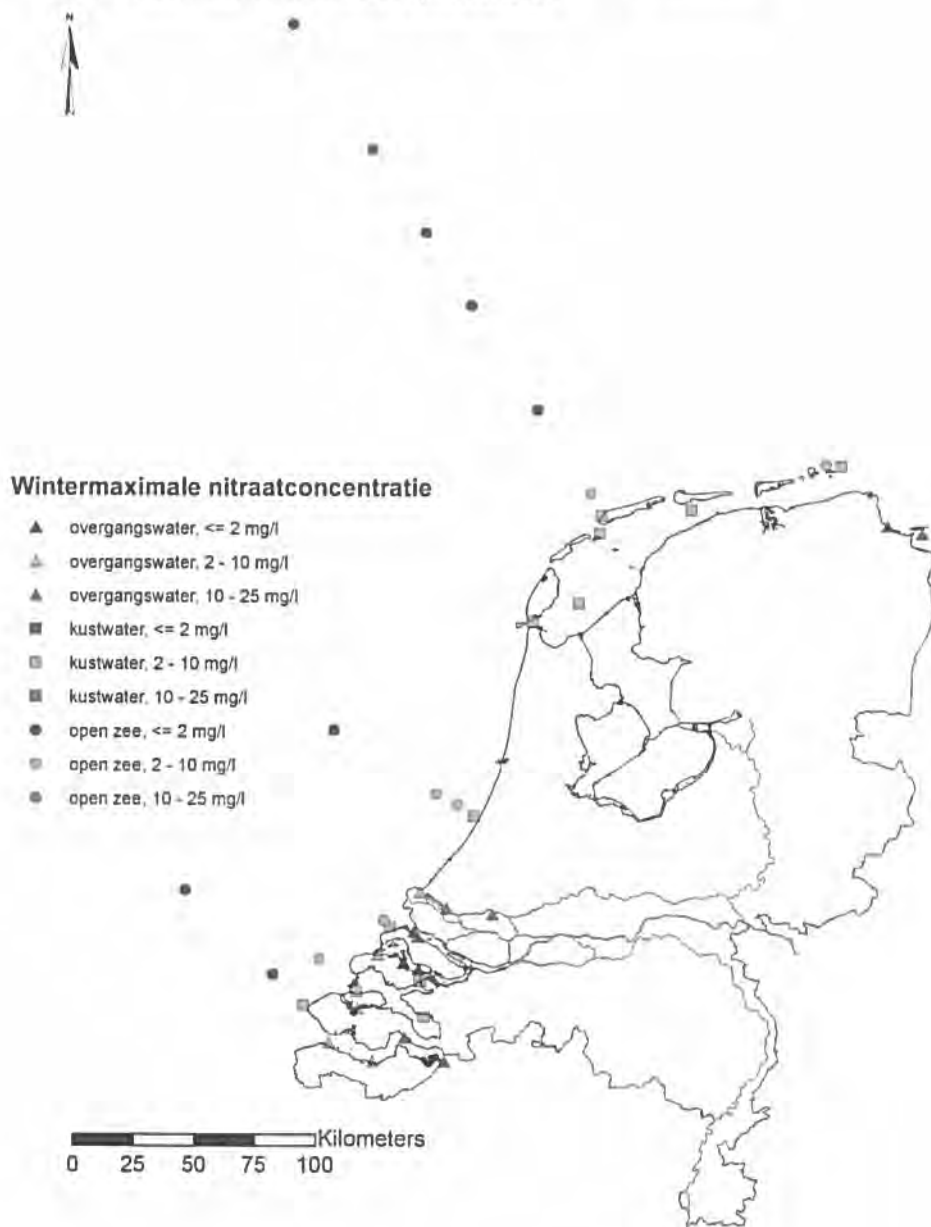 N
Wintermaximale nitraatconcentratie
overgangswater, <= 2 mg/l
overgangswater, 2 - 10 mg/l
overgangswater, 10 - 25 mg/l
kustwater, <= 2 mg/l
kustwater, 2 - 10 mg/l
kustwater, 10 - 25 mg/l
open zee, <= 2 mg/l
open zee, 2 - 10 mg/l
open zee, 10 - 25 mg/l
Kilometers
0 25 50 75 100